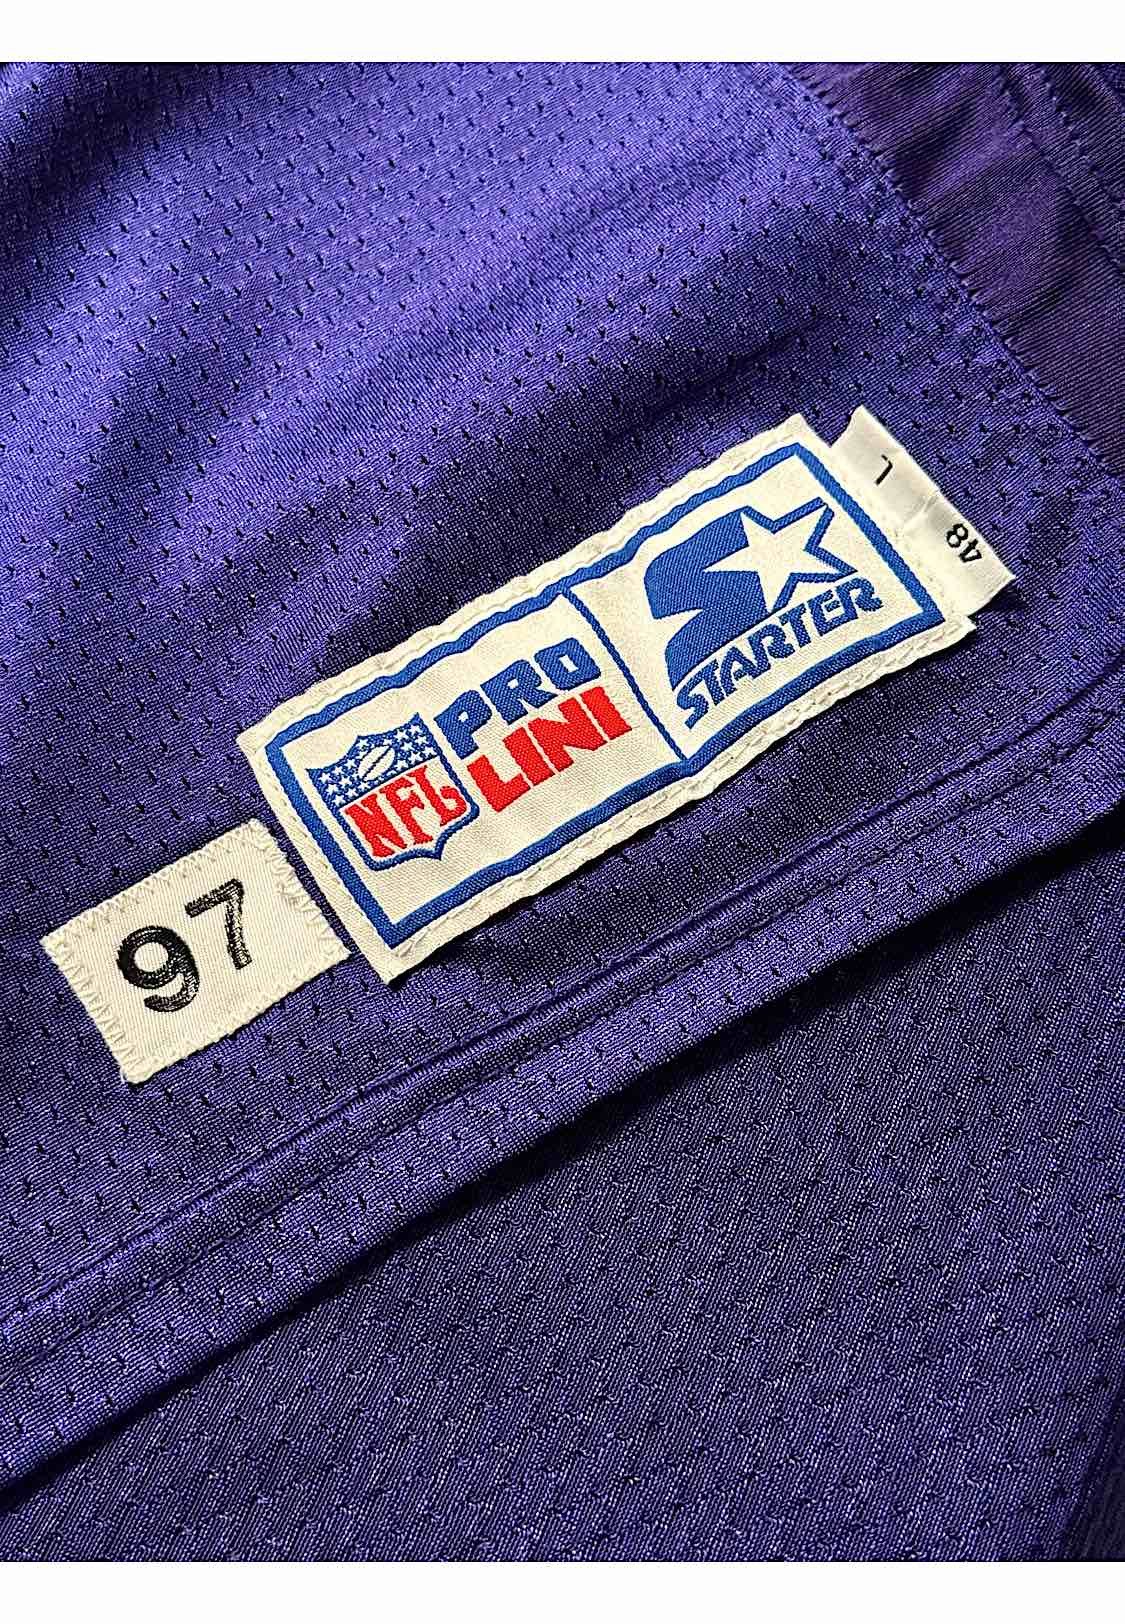 97
NFL
PRO
LINE
STARTER
L
48